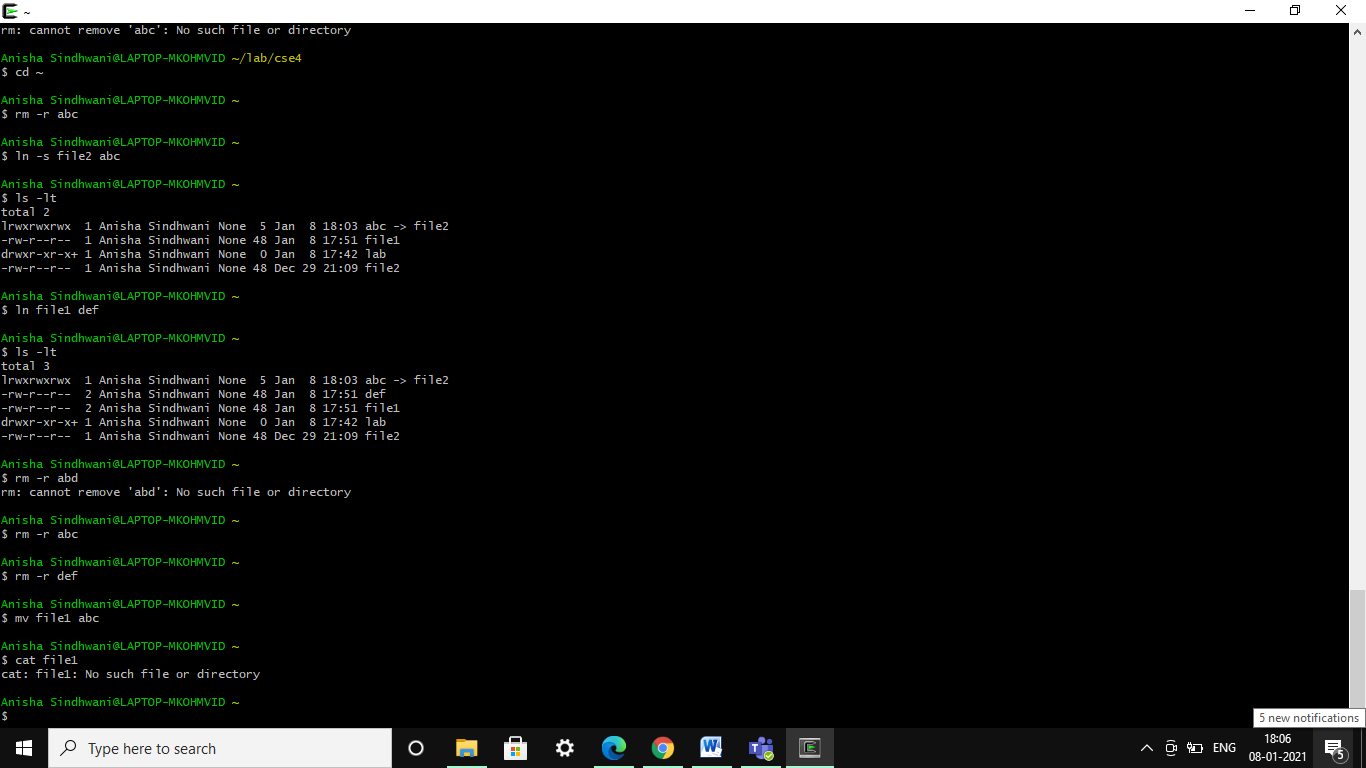 ~
rm: cannot remove 'abc': No such file or directory
Anisha Sindhwani@LAPTOP-MKOHMVID ~/lab/cse4
$ cd ~
Anisha Sindhwani@LAPTOP-MKOHMVID ~
$ rm -r abc
Anisha Sindhwani@LAPTOP-MKOHMVID ~
$ ln -s file2 abc
Anisha Sindhwani@LAPTOP-MKOHMVID ~
$ ls -lt
total 2
lrwxrwxrwx  1 Anisha Sindhwani None  5 Jan  8 18:03 abc -> file2
-rw-r--r--  1 Anisha Sindhwani None 48 Jan  8 17:51 file1
drwxr-xr-x+ 1 Anisha Sindhwani None  0 Jan  8 17:42 lab
-rw-r--r--  1 Anisha Sindhwani None 48 Dec 29 21:09 file2
Anisha Sindhwani@LAPTOP-MKOHMVID ~
$ ln file1 def
Anisha Sindhwani@LAPTOP-MKOHMVID ~
$ ls -lt
total 3
lrwxrwxrwx  1 Anisha Sindhwani None  5 Jan  8 18:03 abc -> file2
-rw-r--r--  2 Anisha Sindhwani None 48 Jan  8 17:51 def
-rw-r--r--  2 Anisha Sindhwani None 48 Jan  8 17:51 file1
drwxr-xr-x+ 1 Anisha Sindhwani None  0 Jan  8 17:42 lab
-rw-r--r--  1 Anisha Sindhwani None 48 Dec 29 21:09 file2
Anisha Sindhwani@LAPTOP-MKOHMVID ~
$ rm -r abd
rm: cannot remove 'abd': No such file or directory
Anisha Sindhwani@LAPTOP-MKOHMVID ~
$ rm -r abc
Anisha Sindhwani@LAPTOP-MKOHMVID ~
$ rm -r def
Anisha Sindhwani@LAPTOP-MKOHMVID ~
$ mv file1 abc
Anisha Sindhwani@LAPTOP-MKOHMVID ~
$ cat file1
cat: file1: No such file or directory
Anisha Sindhwani@LAPTOP-MKOHMVID ~
$
5 new notifications
Type here to search
ENG
18:06
08-01-2021
5